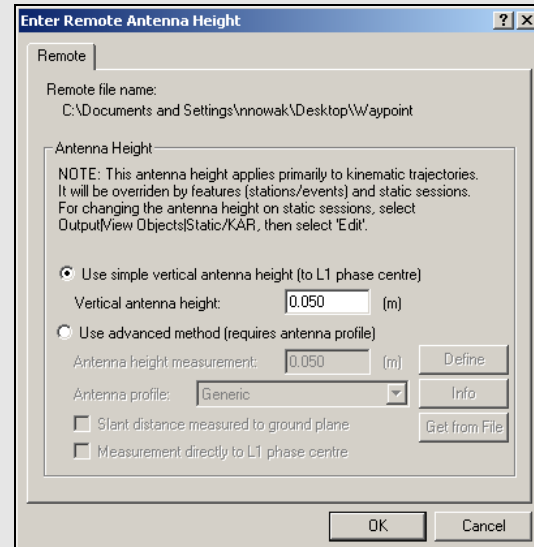 Enter Remote Antenna Height
Remote
Remote file name:
C:\Documents and Settings\nnowak\Desktop\Waypoint
Antenna Height
NOTE: This antenna height applies primarily to kinematic trajectories.
It will be overriden by features (stations/events) and static sessions.
For changing the antenna height on static sessions, select
Output|View Objects|Static/KAR, then select 'Edit'.
Use simple vertical antenna height (to L1 phase centre)
Vertical antenna height: 0.050 (m)
Use advanced method (requires antenna profile)
Antenna height measurement: 0.050 (m) Define
Antenna profile: Generic Info
Slant distance measured to ground plane Get from File
Measurement directly to L1 phase centre
OK Cancel